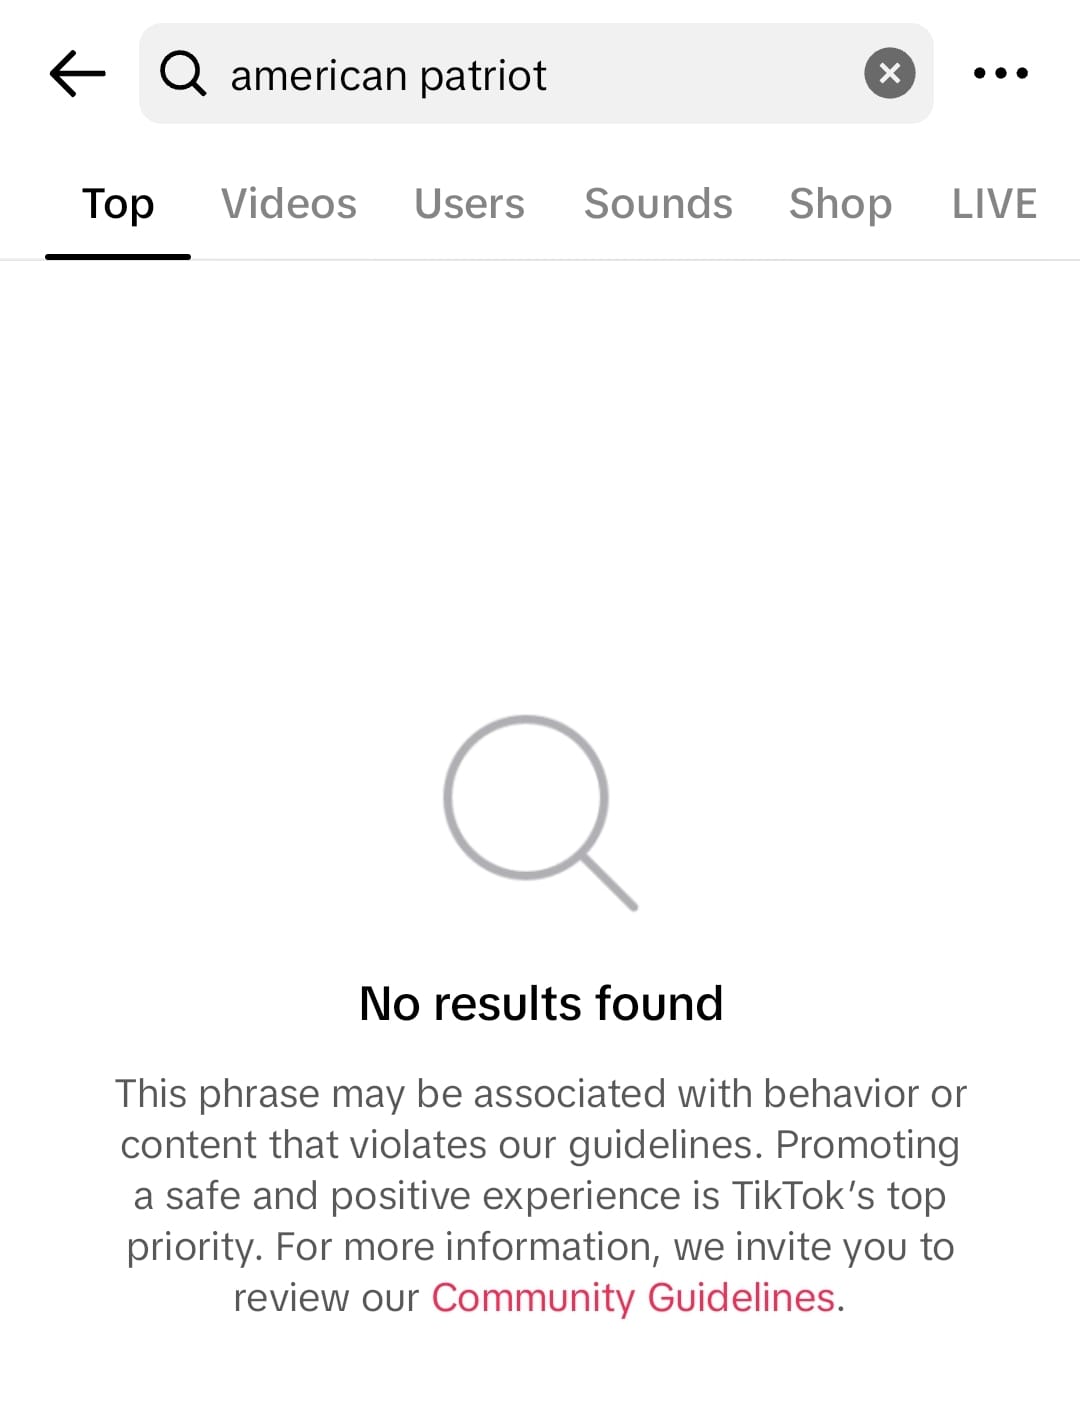 american patriot
Top Videos Users Sounds Shop LIVE
No results found
This phrase may be associated with behavior or
content that violates our guidelines. Promoting
a safe and positive experience is TikTok’s top
priority. For more information, we invite you to
review our Community Guidelines.